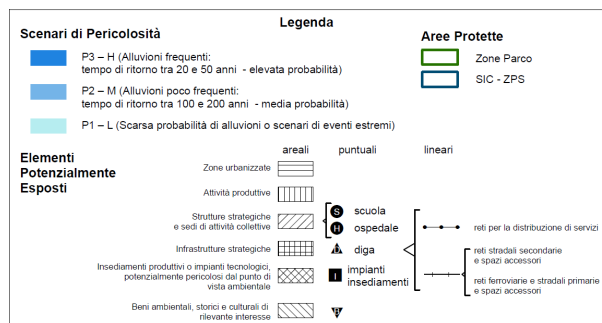 Legenda
Scenari di Pericolosità
P3 – H (Alluvioni frequenti:
tempo di ritorno tra 20 e 50 anni - elevata probabilità)
P2 – M (Alluvioni poco frequenti:
tempo di ritorno tra 100 e 200 anni - media probabilità)
P1 – L (Scarsa probabilità di alluvioni o scenari di eventi estremi)
Aree Protette
Zone Parco
SIC - ZPS
Elementi
Potenzialmente
Esposti
areali puntuali lineari
Zone urbanizzate
Attività produttive
Strutture strategiche
e sedi di attività collettive
S scuola
H ospedale
reti per la distribuzione di servizi
Infrastrutture strategiche
D diga
reti stradali secondarie
e spazi accessori
Insediamenti produttivi o impianti tecnologici,
potenzialmente pericolosi dal punto di
vista ambientale
I impianti
insediamenti
reti ferroviarie e stradali primarie
e spazi accessori
Beni ambientali, storici e culturali di
rilevante interesse
B